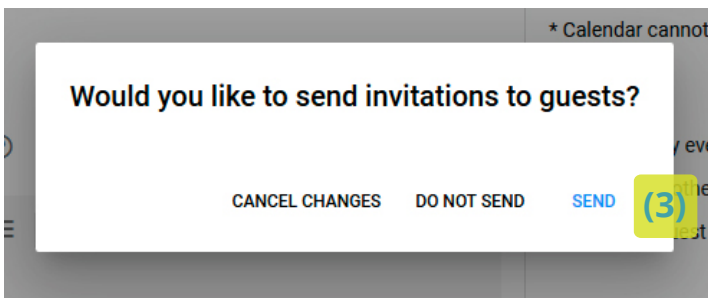 * Calendar cannot
Would you like to send invitations to guests?
CANCEL CHANGES DO NOT SEND SEND
(3)